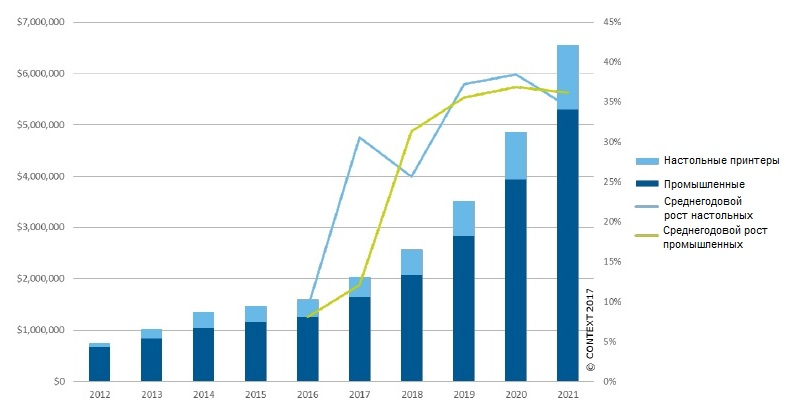 $7,000,000
$6,000,000
$5,000,000
$4,000,000
$3,000,000
$2,000,000
$1,000,000
$0
2012 2013 2014 2015 2016 2017 2018 2019 2020 2021
45%
40%
35%
30%
25%
20%
15%
10%
5%
0%
© CONTEXT 2017
Настольные принтеры
Промышленные
Среднегодовой
рост настольных
Среднегодовой рост
промышленных